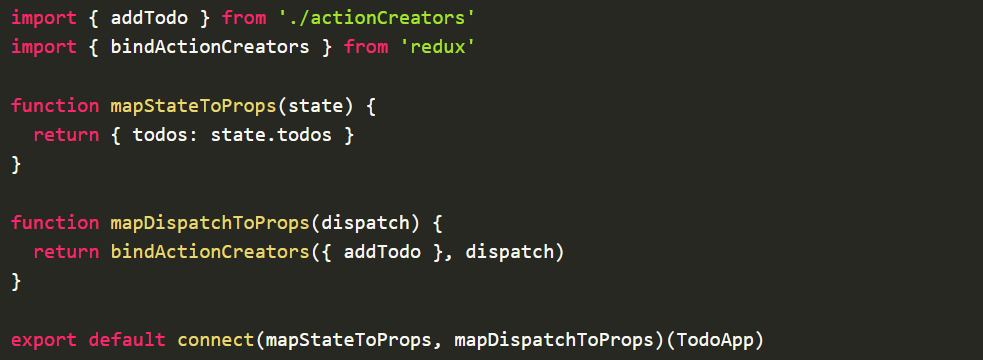 import { addTodo } from './actionCreators'
import { bindActionCreators } from 'redux'

function mapStateToProps(state) {
  return { todos: state.todos }
}

function mapDispatchToProps(dispatch) {
  return bindActionCreators({ addTodo }, dispatch)
}

export default connect(mapStateToProps, mapDispatchToProps)(TodoApp)